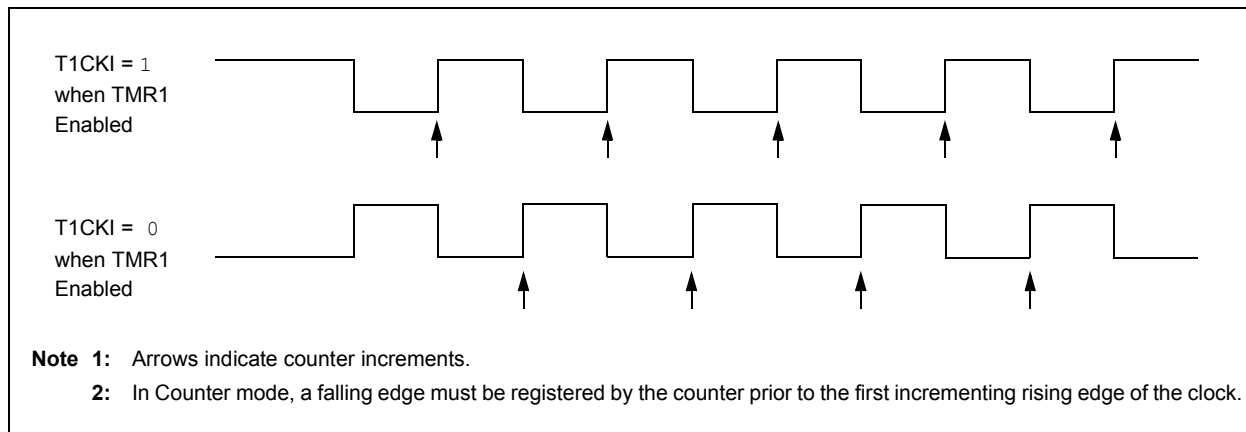 T1CKI = 1
when TMR1
Enabled
T1CKI = 0
when TMR1
Enabled
Note 1: Arrows indicate counter increments.
2: In Counter mode, a falling edge must be registered by the counter prior to the first incrementing rising edge of the clock.